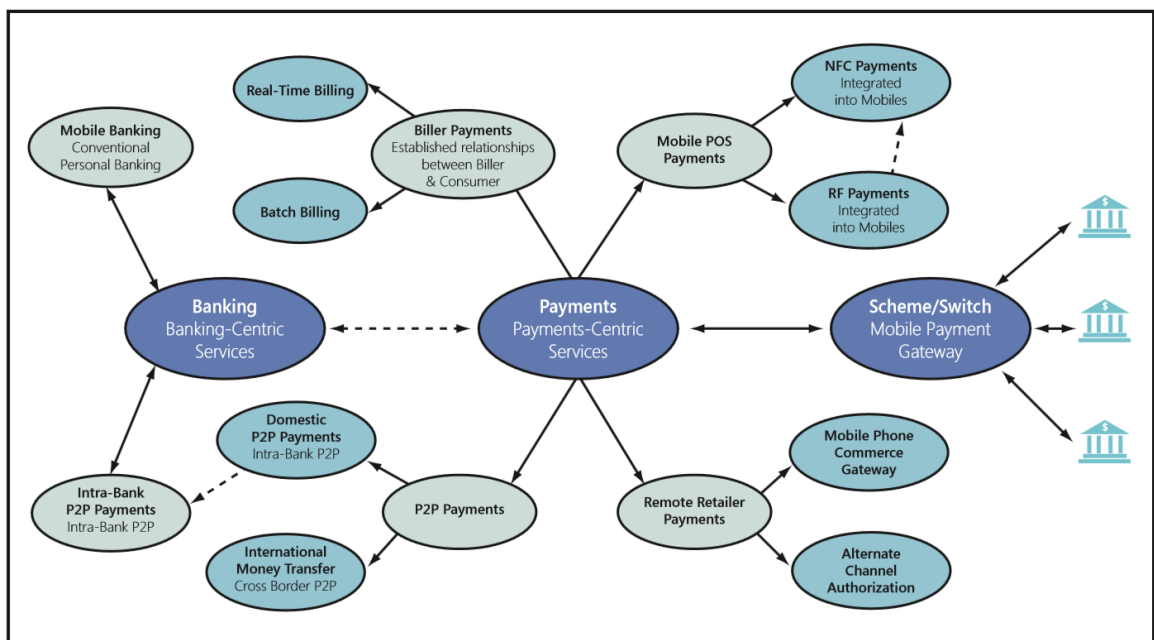 Real-Time Billing
Mobile Banking
Conventional
Personal Banking
Biller Payments
Established relationships
between Biller
& Consumer
Batch Billing
NFC Payments
Integrated
into Mobiles
Mobile POS
Payments
RF Payments
Integrated
into Mobiles
Banking
Banking-Centric
Services
Payments
Payments-Centric
Services
Scheme/Switch
Mobile Payment
Gateway
$
$
$
Domestic
P2P Payments
Intra-Bank P2P
Intra-Bank
P2P Payments
Intra-Bank P2P
P2P Payments
International
Money Transfer
Cross Border P2P
Mobile Phone
Commerce
Gateway
Remote Retailer
Payments
Alternate
Channel
Authorization